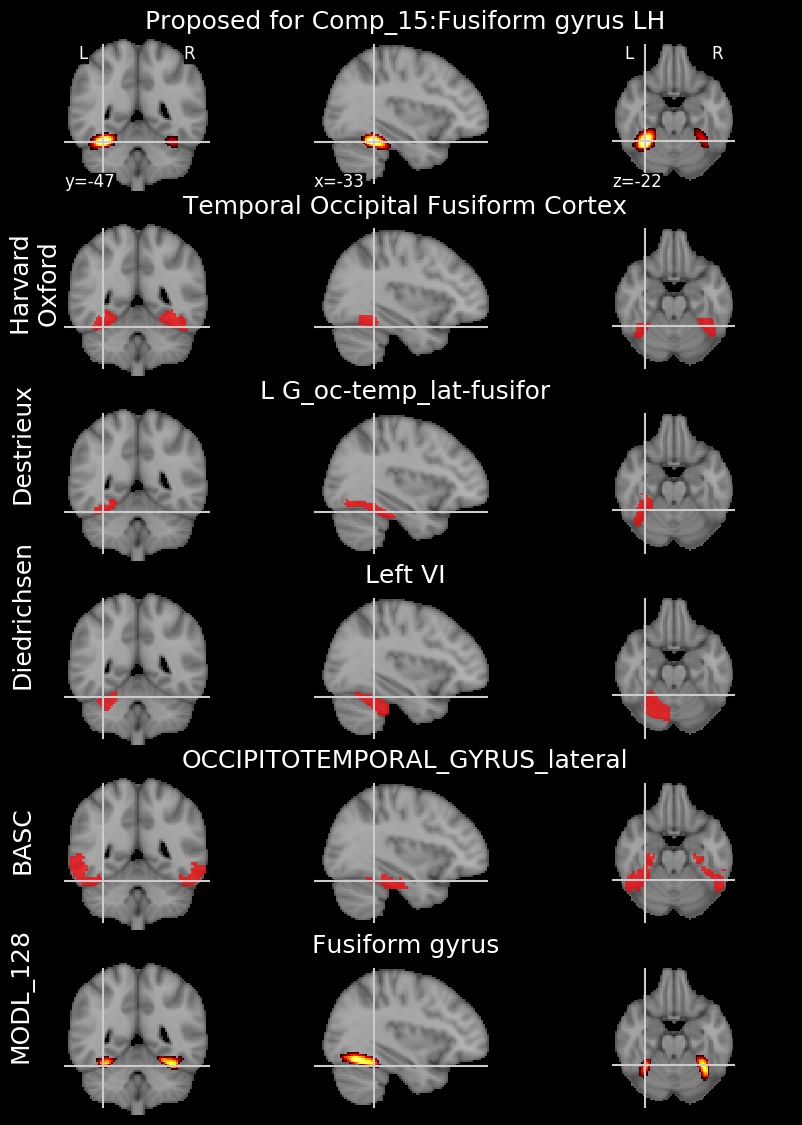 Proposed for Comp_15:Fusiform gyrus LH
L R L R
y=-47 x=-33 z=-22
Temporal Occipital Fusiform Cortex
Harvard
Oxford
L G_oc-temp_lat-fusifor
Destrieux
Left VI
Diedrichsen
OCCIPITOTEMPORAL_GYRUS_lateral
BASC
Fusiform gyrus
MODL_128